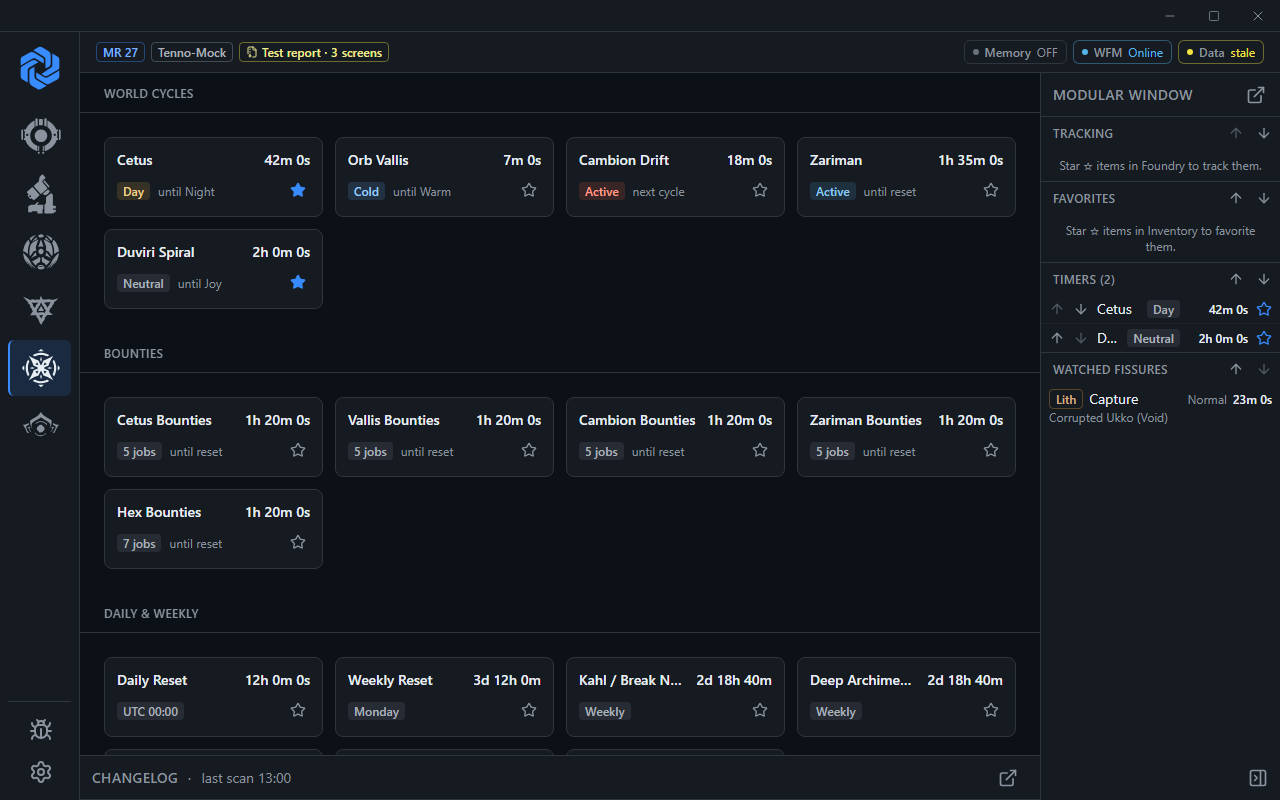 MR 27 Tenno-Mock Test report · 3 screens Memory OFF WFM Online Data stale
WORLD CYCLES
Cetus 42m 0s
Day until Night
Orb Vallis 7m 0s
Cold until Warm
Cambion Drift 18m 0s
Active next cycle
Zariman 1h 35m 0s
Active until reset
Duviri Spiral 2h 0m 0s
Neutral until Joy
BOUNTIES
Cetus Bounties 1h 20m 0s
5 jobs until reset
Vallis Bounties 1h 20m 0s
5 jobs until reset
Cambion Bounties 1h 20m 0s
5 jobs until reset
Zariman Bounties 1h 20m 0s
5 jobs until reset
Hex Bounties 1h 20m 0s
7 jobs until reset
DAILY & WEEKLY
Daily Reset 12h 0m 0s
UTC 00:00
Weekly Reset 3d 12h 0m
Monday
Kahl / Break N... 2d 18h 40m
Weekly
Deep Archime... 2d 18h 40m
Weekly
CHANGELOG · last scan 13:00
MODULAR WINDOW
TRACKING
Star ☆ items in Foundry to track them.
FAVORITES
Star ☆ items in Inventory to favorite
them.
TIMERS (2)
Cetus Day 42m 0s
D... Neutral 2h 0m 0s
WATCHED FISSURES
Lith Capture Normal 23m 0s
Corrupted Ukko (Void)